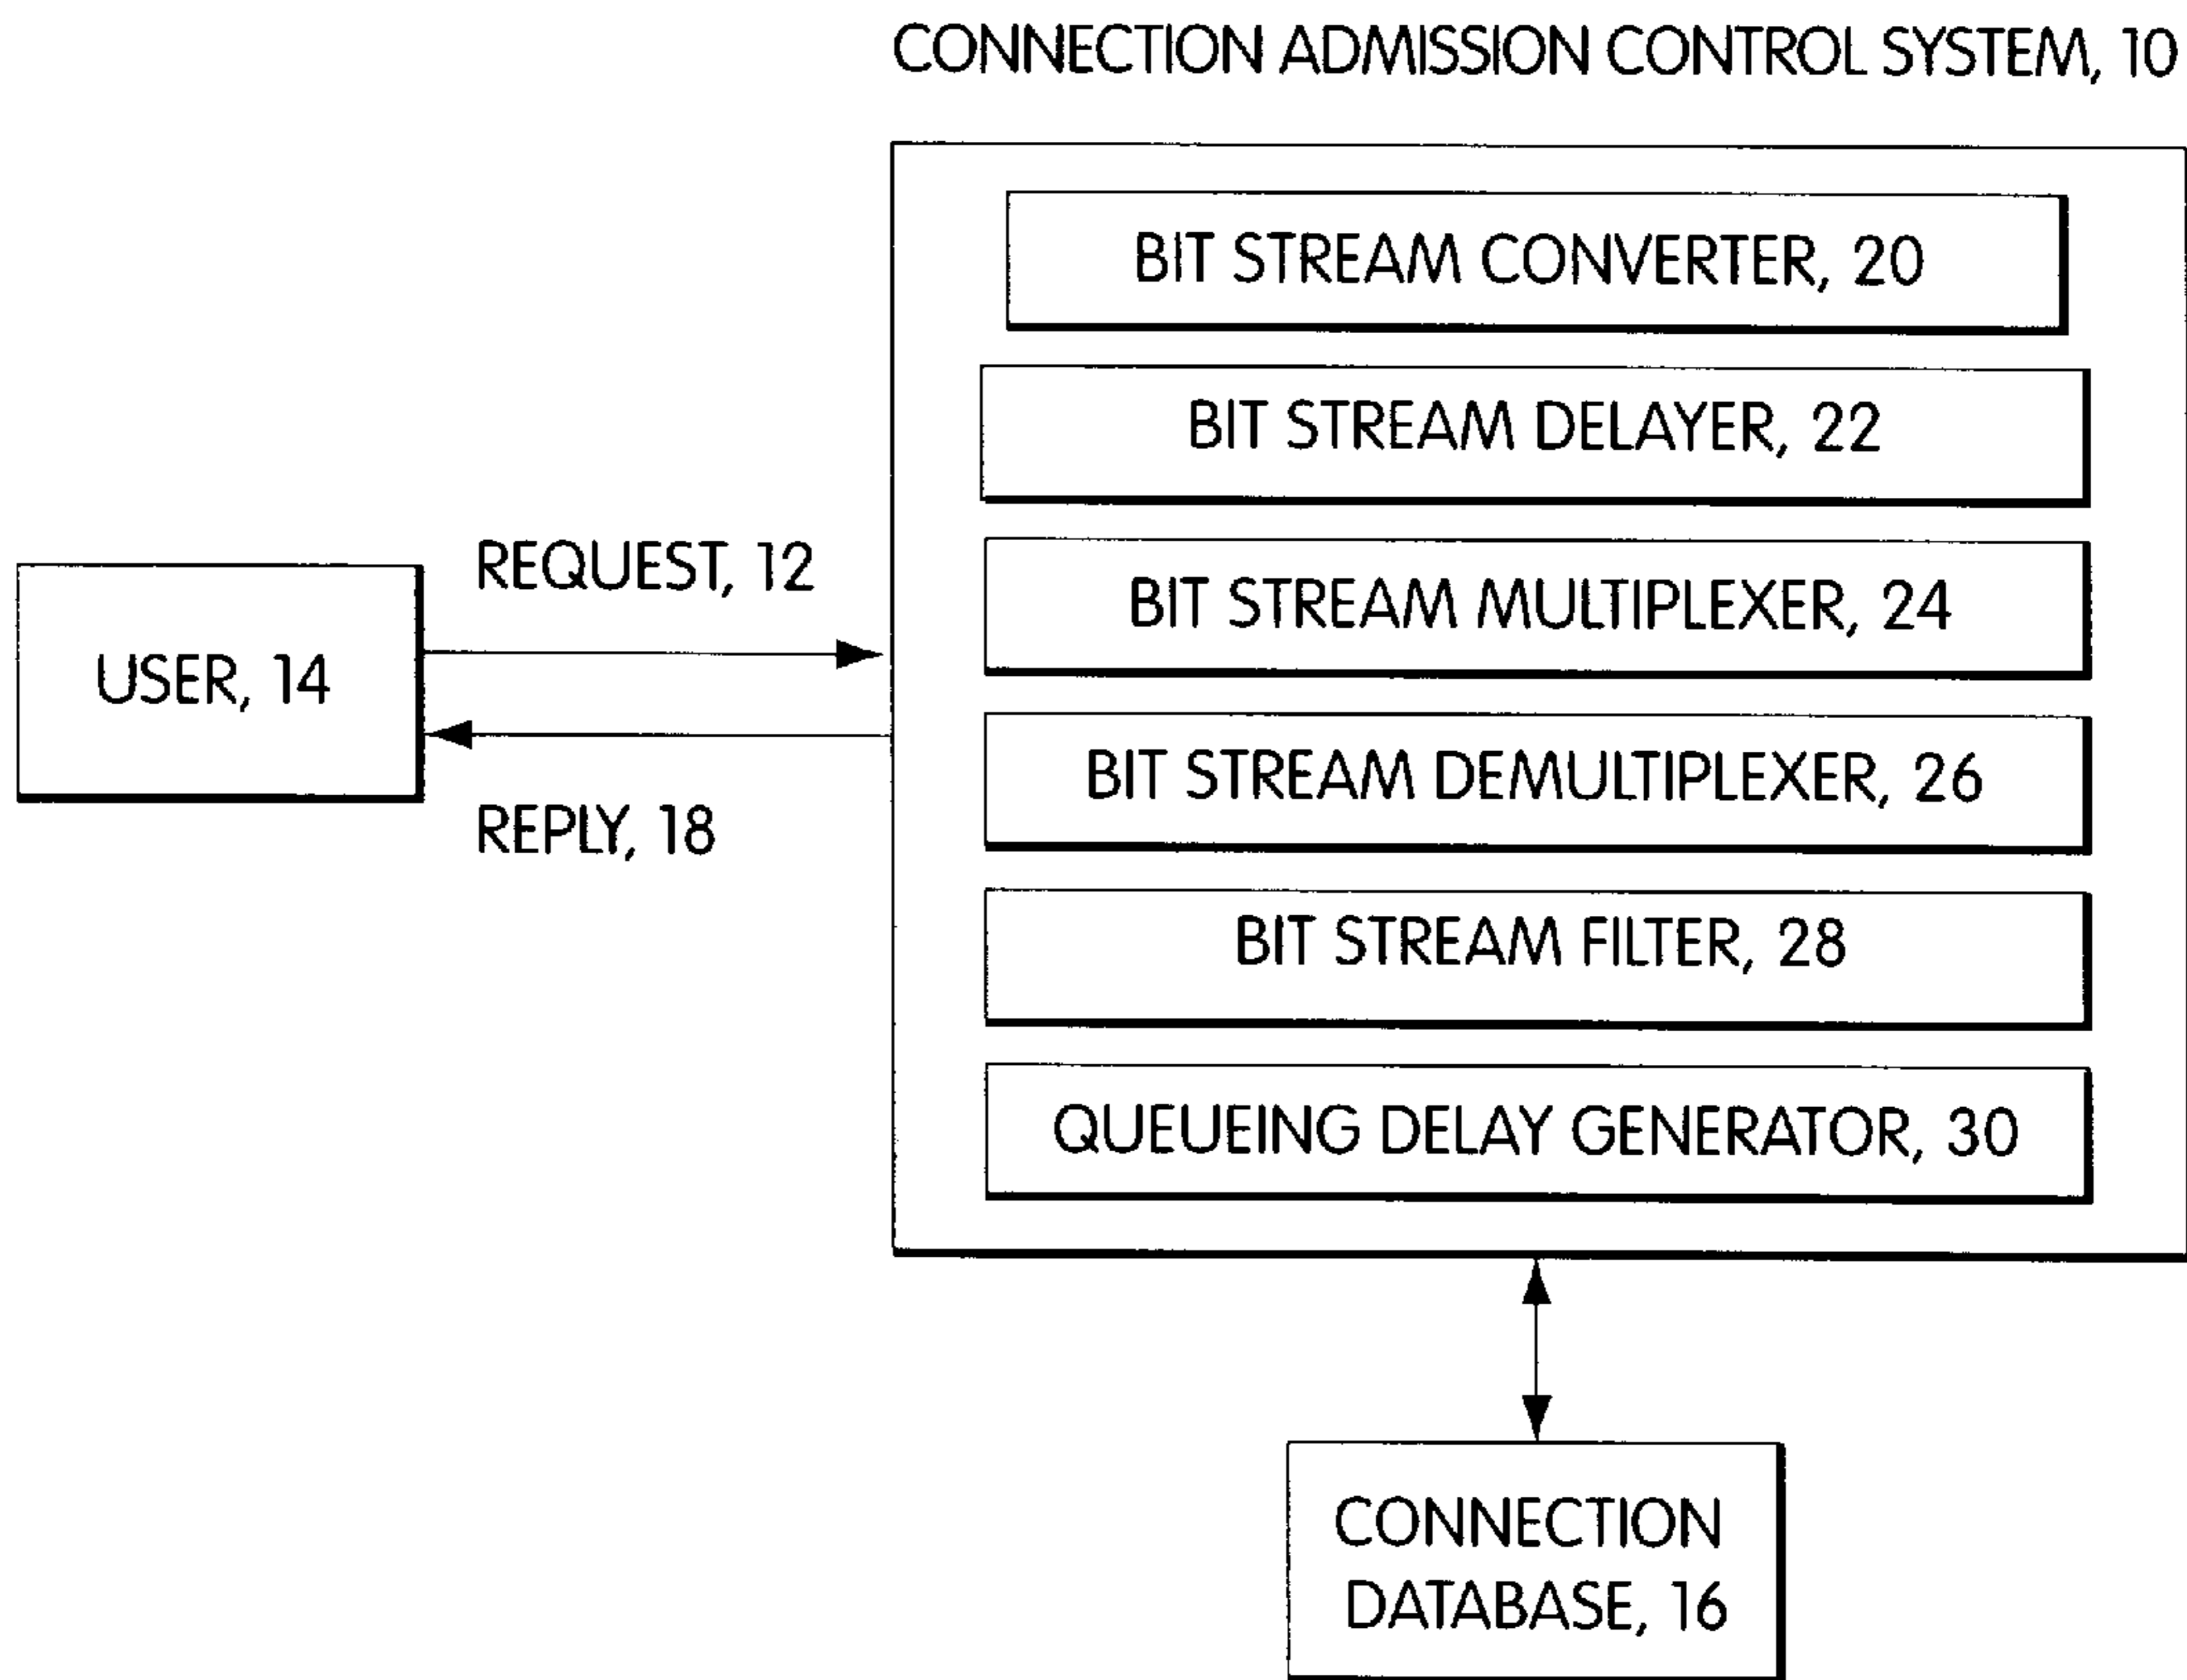 CONNECTION ADMISSION CONTROL SYSTEM, 10
BIT STREAM CONVERTER, 20
BIT STREAM DELAYER, 22
BIT STREAM MULTIPLEXER, 24
BIT STREAM DEMULTIPLEXER, 26
BIT STREAM FILTER, 28
QUEUEING DELAY GENERATOR, 30
REQUEST, 12
USER, 14
REPLY, 18
CONNECTION
DATABASE, 16